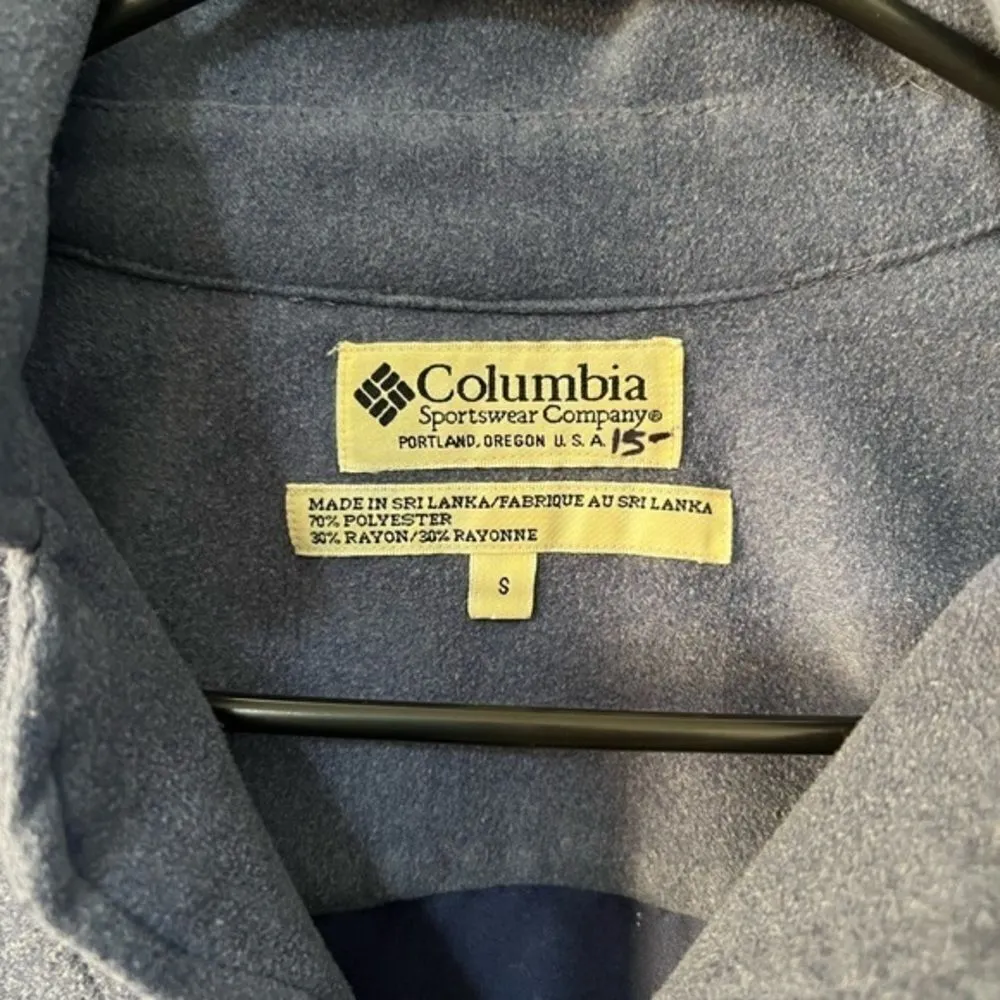 Columbia
Sportswear Company®
PORTLAND, OREGON U. S. A. 15-
MADE IN SRI LANKA/FABRIQUE AU SRI LANKA
70% POLYESTER
30% RAYON/30% RAYONNE
S